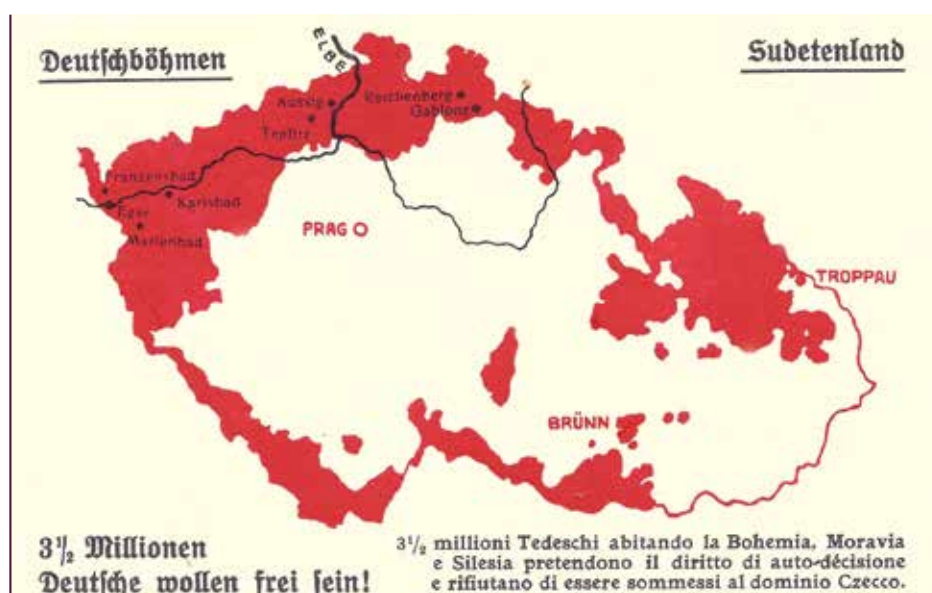 Deutſchböhmen
Sudetenland
ELBE
Aussig
Reichenberg
Gablonz
Teplitz
Franzensbad
Karlsbad
Eger
Marienbad
PRAG
TROPPAU
BRÜNN
3½ Millionen
Deutſche wollen frei ſein!
3½ millioni Tedeschi abitando la Bohemia, Moravia
e Silesia pretendono il diritto di auto-décisione
e rifiutano di essere sommessi al dominio Czecco.